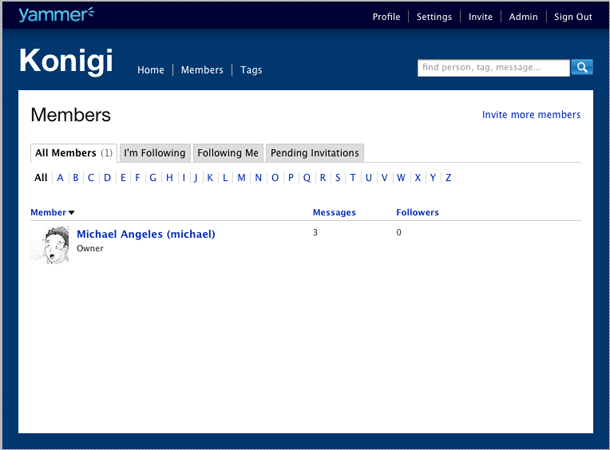 yammer
Profile Settings Invite Admin Sign Out
Konigi
Home Members Tags
find person, tag, message...
Members
Invite more members
All Members (1) I'm Following Following Me Pending Invitations
All A B C D E F G H I J K L M N O P Q R S T U V W X Y Z
Member Messages Followers
Michael Angeles (michael) 3 0
Owner